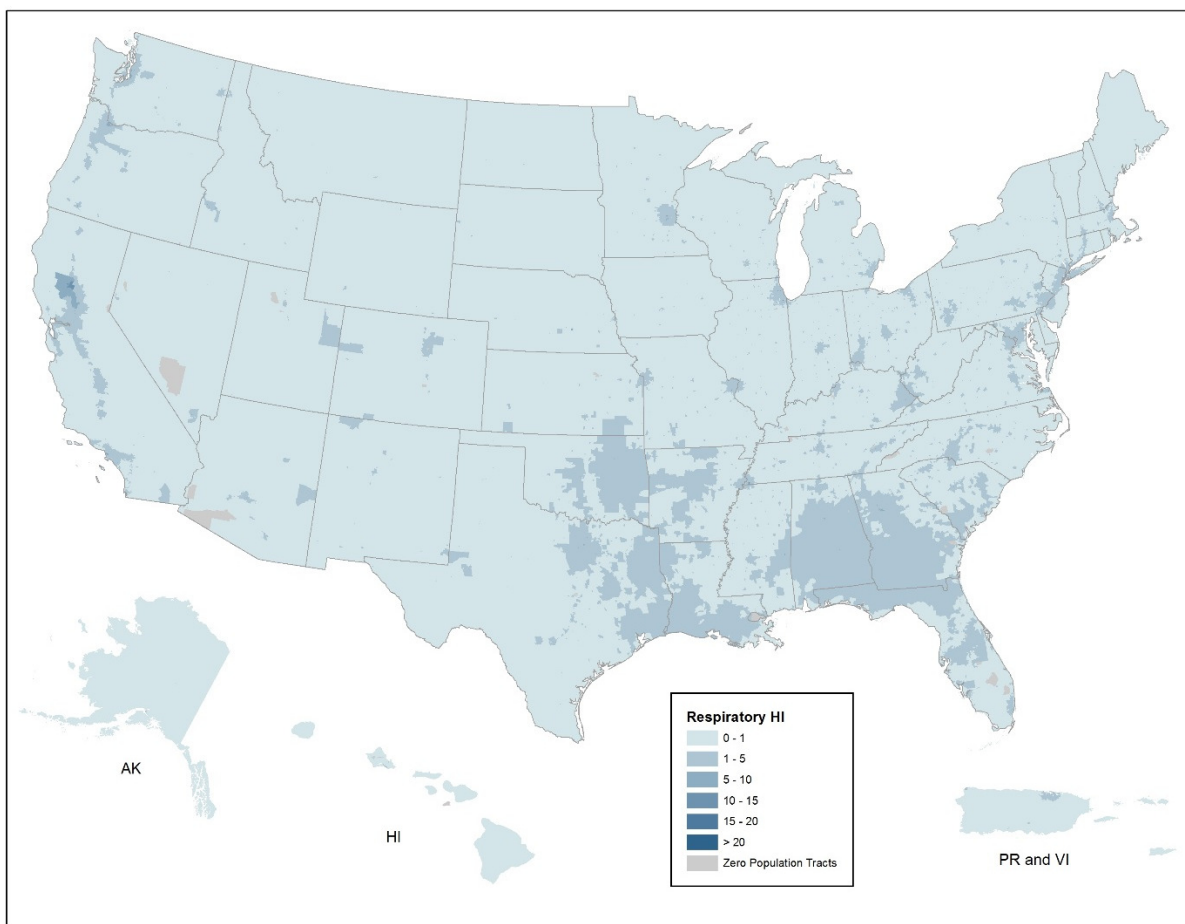 AK
HI
Respiratory HI
0 - 1
1 - 5
5 - 10
10 - 15
15 - 20
> 20
Zero Population Tracts
PR and VI